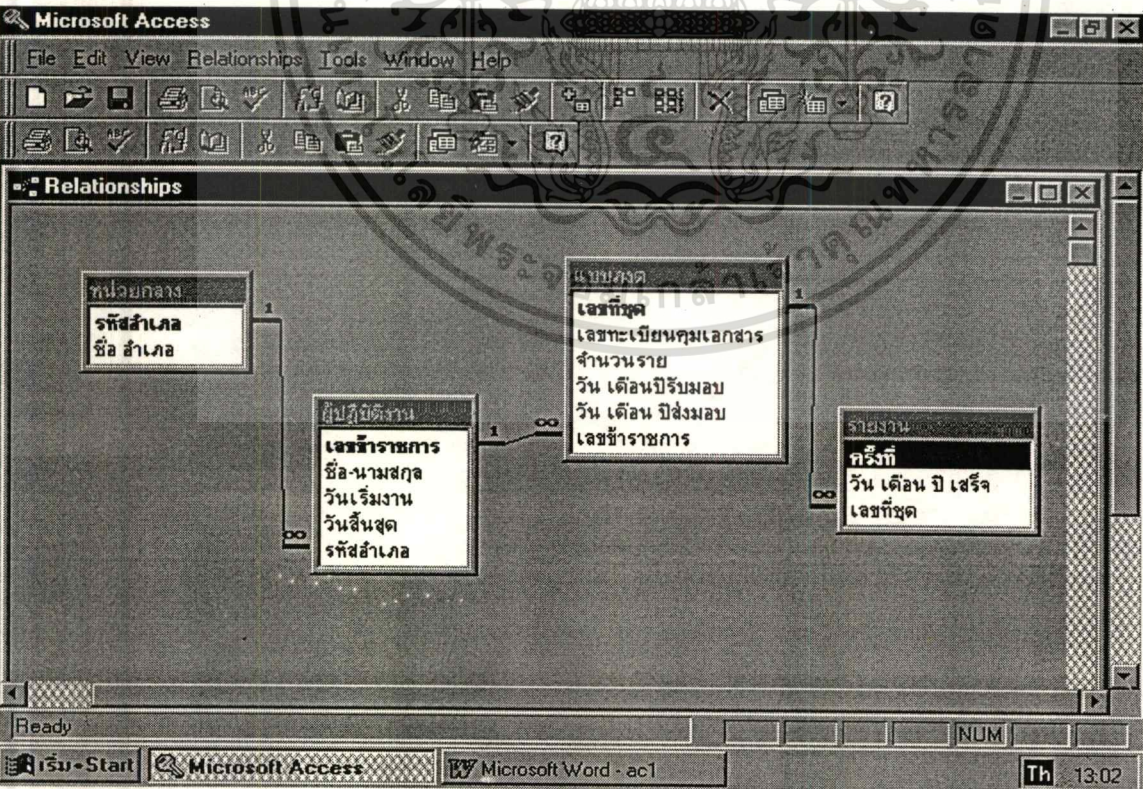 Microsoft Access
File Edit View Relationships Tools Window Help
Relationships
หน่วยกลาง
รหัสอำเภอ
ชื่อ อำเภอ
1
∞
ผู้ปฏิบัติงาน
เลขข้าราชการ
ชื่อ-นามสกุล
วันเริ่มงาน
วันสิ้นสุด
รหัสอำเภอ
1
∞
เลขที่ชุด
เลขทะเบียนคุมเอกสาร
จำนวนราย
วัน เดือนปีรับมอบ
วัน เดือน ปีส่งมอบ
เลขข้าราชการ
1
∞
รายงาน
ครั้งที่
วัน เดือน ปี เสร็จ
เลขที่ชุด
Ready
NUM
เริ่ม Start
Microsoft Access
Microsoft Word - ac1
Th
13:02